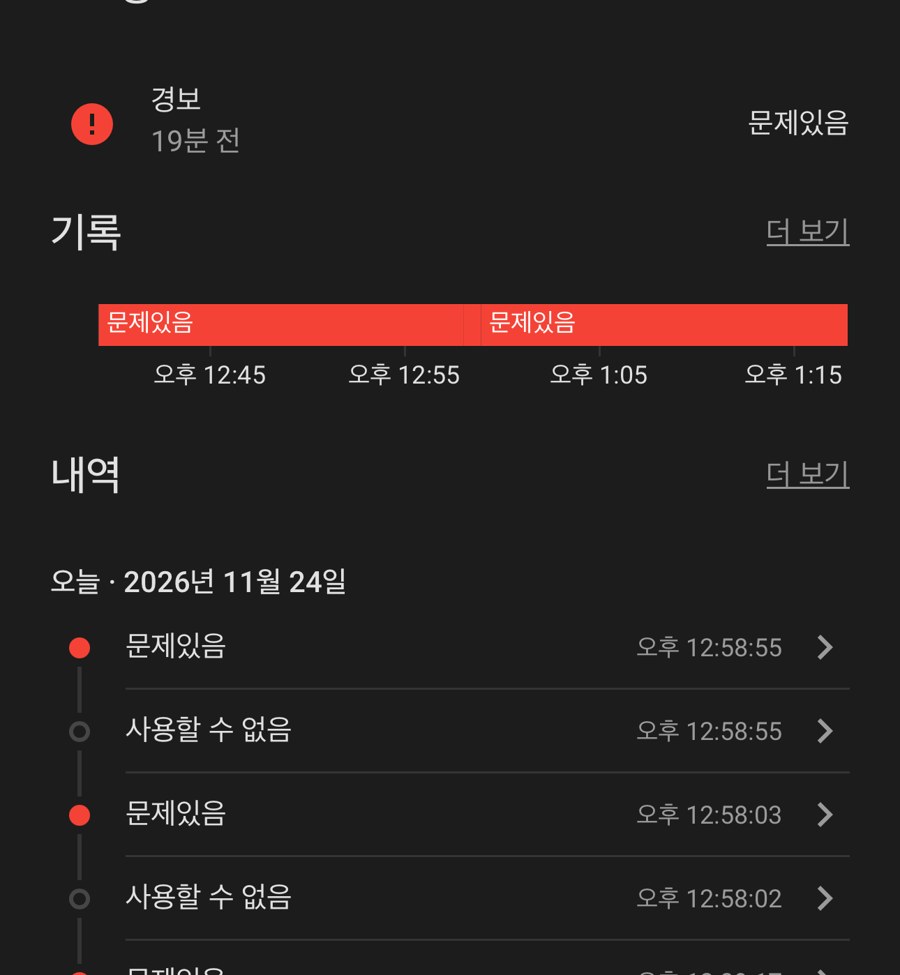 경보
19분 전
문제있음
기록
더 보기
문제있음 문제있음
오후 12:45 오후 12:55 오후 1:05 오후 1:15
내역
더 보기
오늘 · 2026년 11월 24일
문제있음 오후 12:58:55
사용할 수 없음 오후 12:58:55
문제있음 오후 12:58:03
사용할 수 없음 오후 12:58:02
문제있음